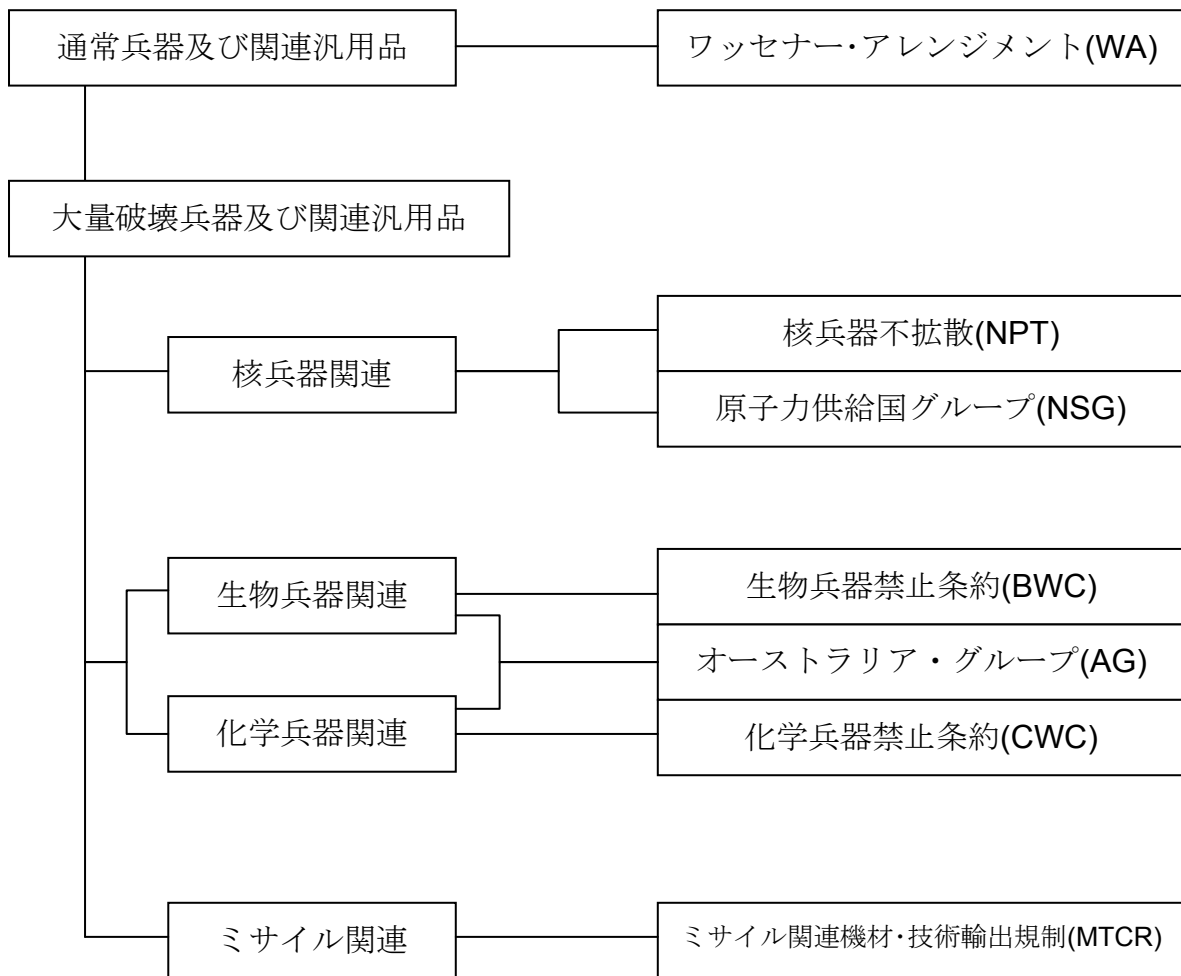 通常兵器及び関連汎用品
ワッセナー・アレンジメント(WA)
大量破壊兵器及び関連汎用品
核兵器関連
核兵器不拡散(NPT)
原子力供給国グループ(NSG)
生物兵器関連
生物兵器禁止条約(BWC)
オーストラリア・グループ(AG)
化学兵器関連
化学兵器禁止条約(CWC)
ミサイル関連
ミサイル関連機材・技術輸出規制(MTCR)